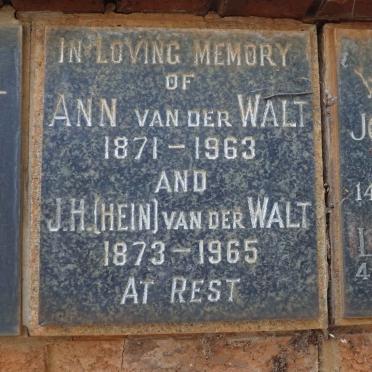 IN LOVING MEMORY
OF
ANN VAN DER WALT
1871 – 1963
AND
J.H. (HEIN) VAN DER WALT
1873 – 1965
AT REST